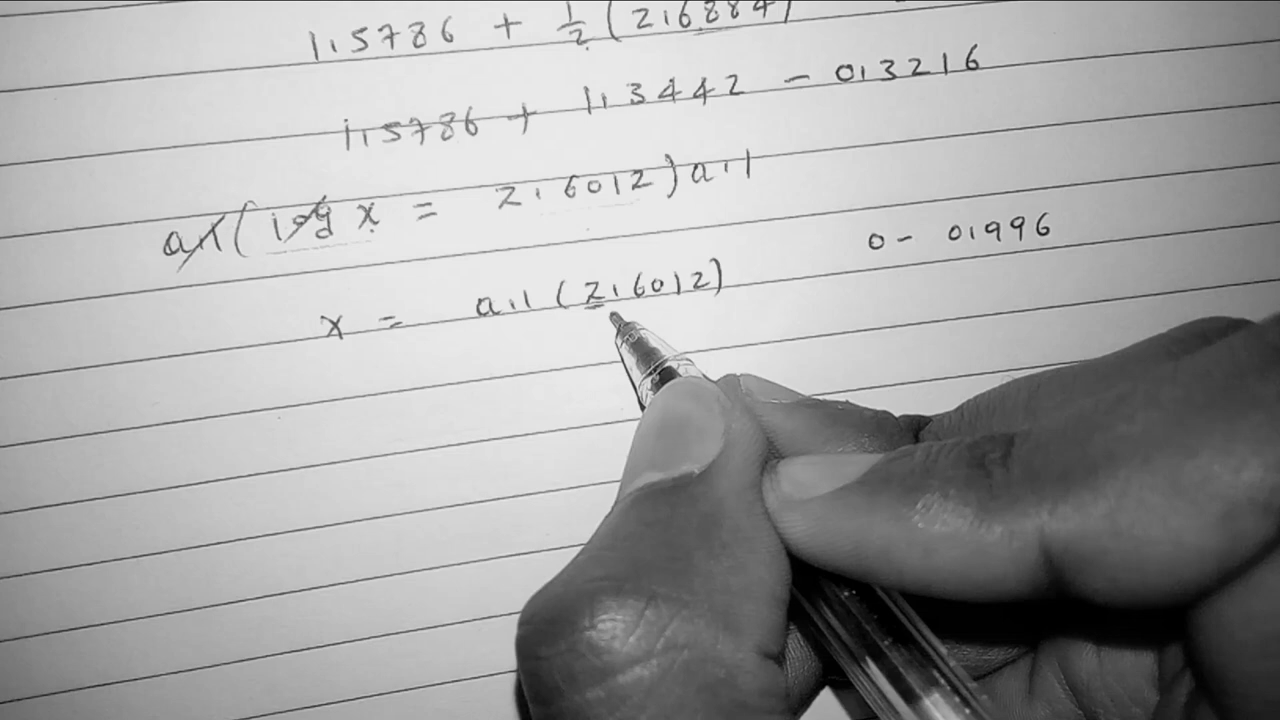 1.5786 + 1/2 (2.6884)
1.5786 + 1.3442 - 0.3216
a.l (log x = 2.6012) a.l
0 - 0.1996
x = a.l (2.6012)